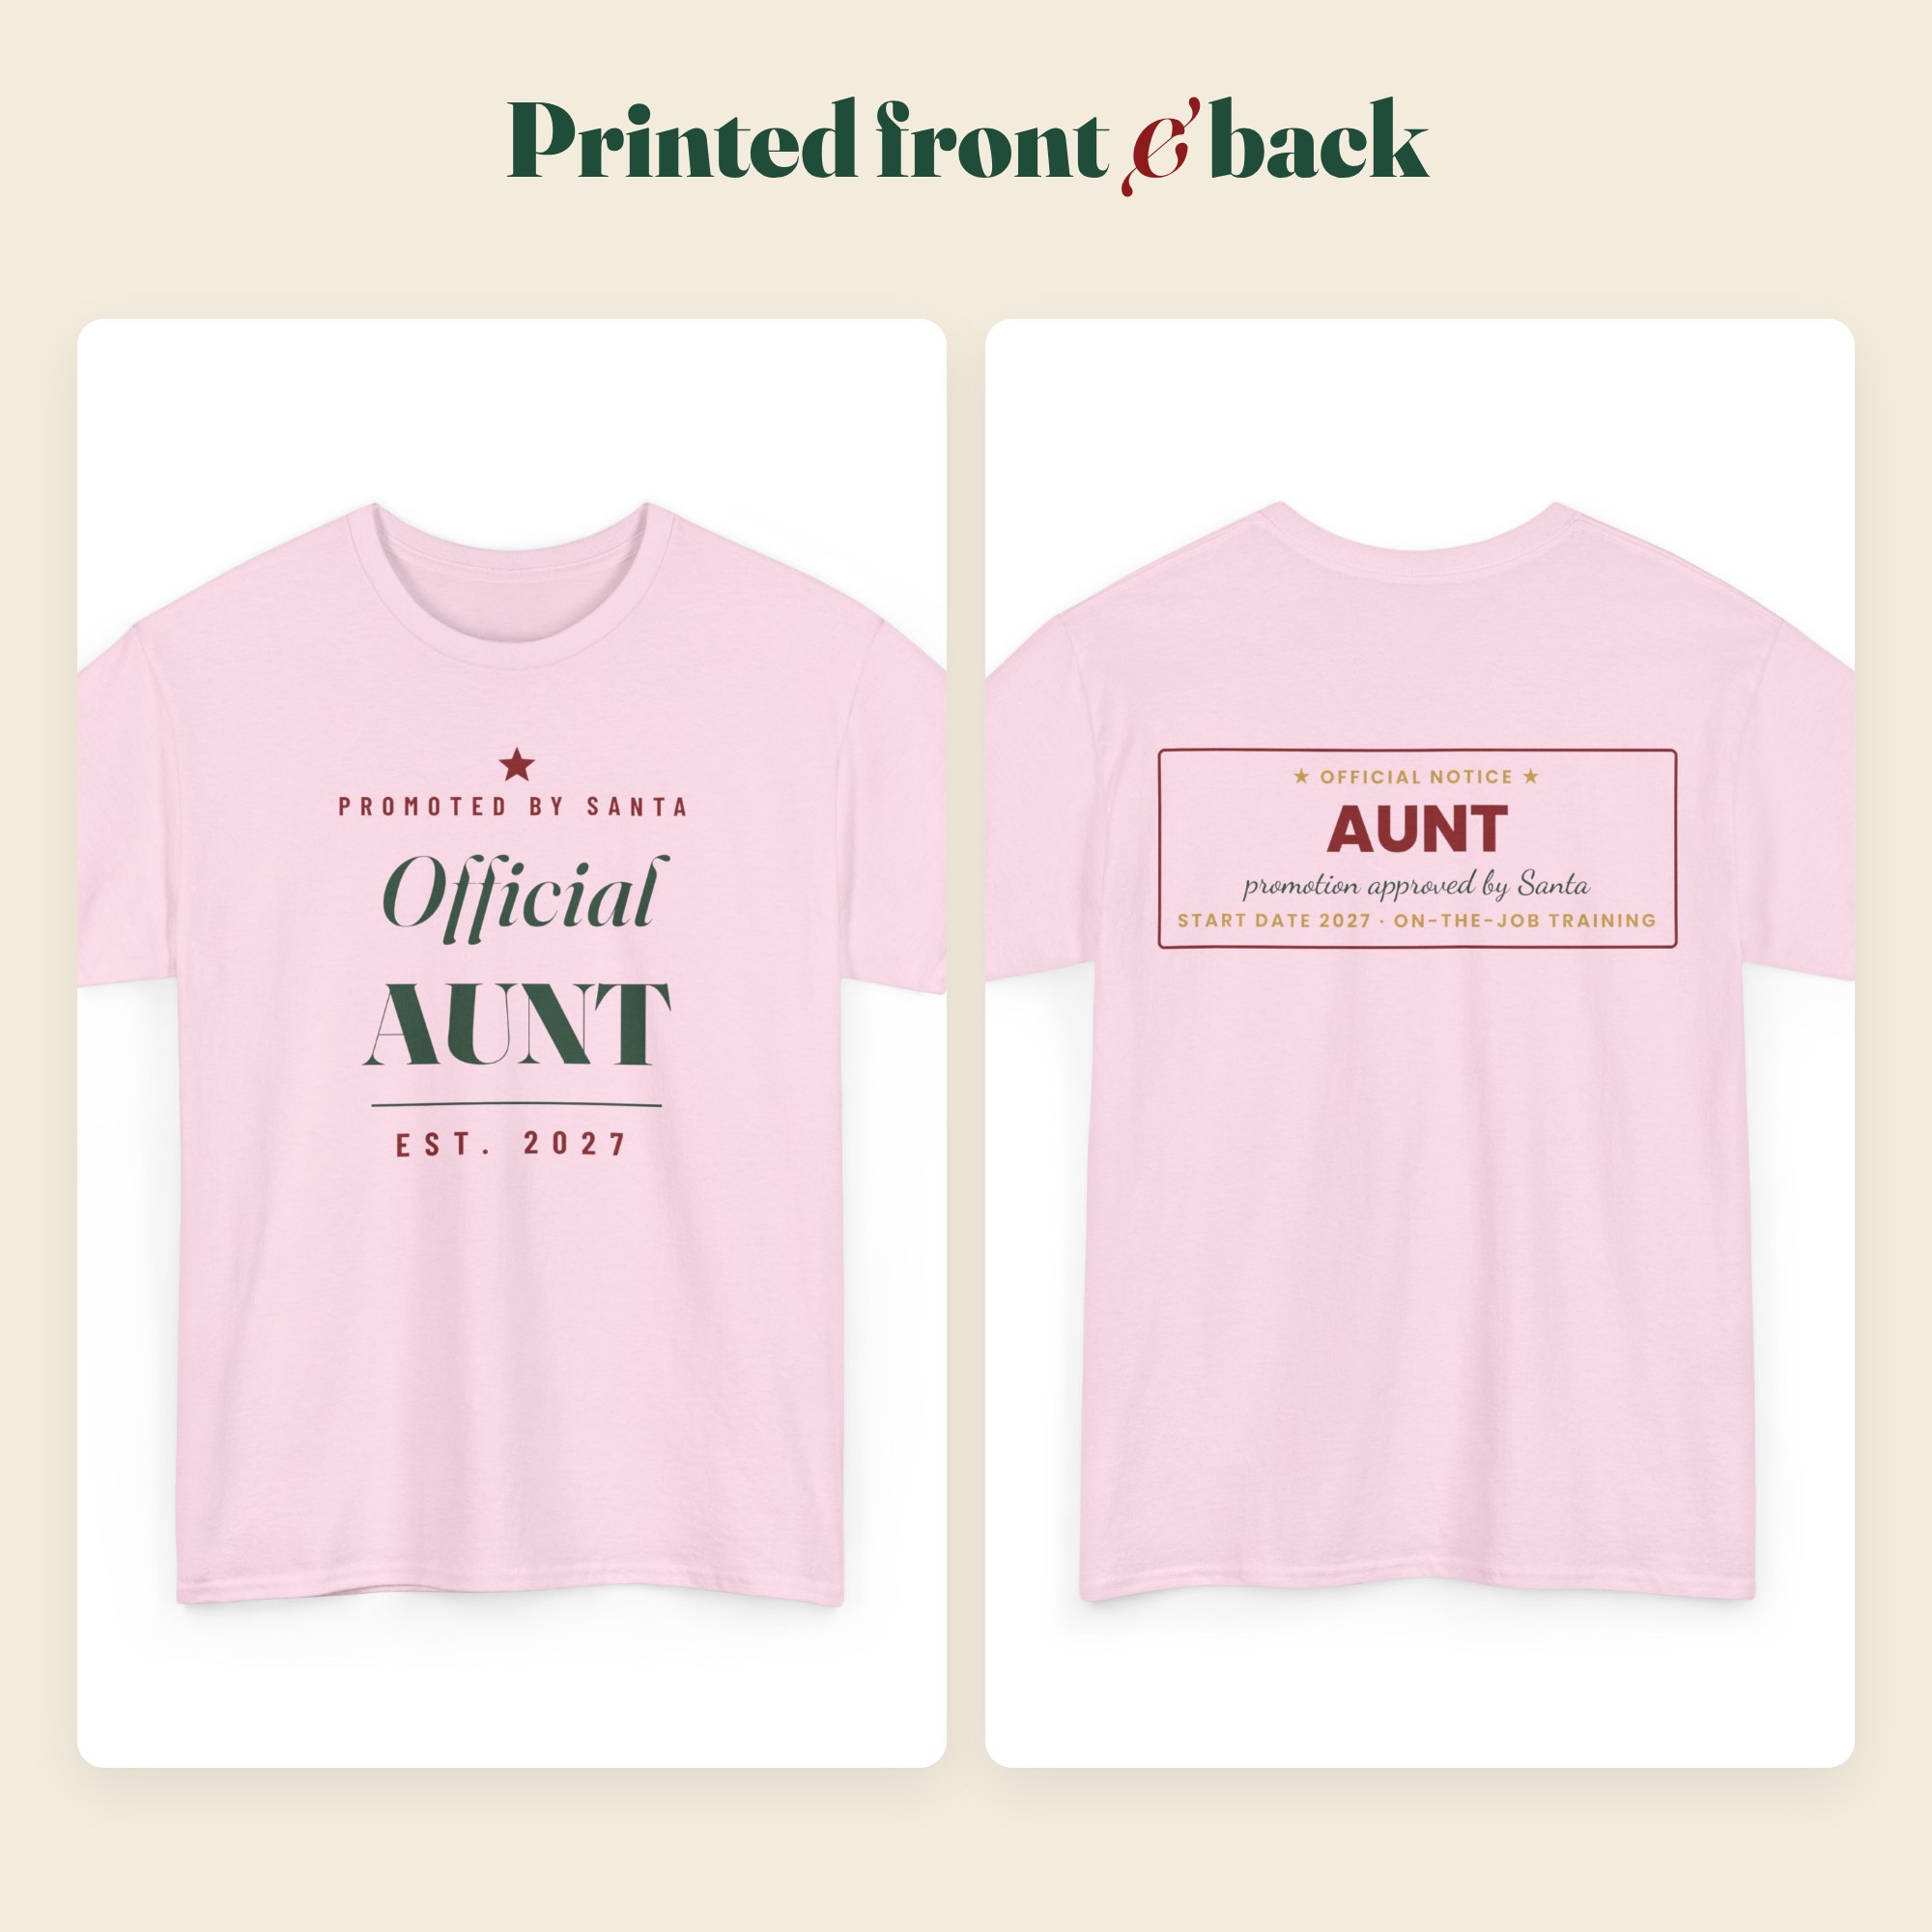 Printed front & back
★
PROMOTED BY SANTA
Official
AUNT
EST. 2027
★ OFFICIAL NOTICE ★
AUNT
promotion approved by Santa
START DATE 2027 · ON-THE-JOB TRAINING